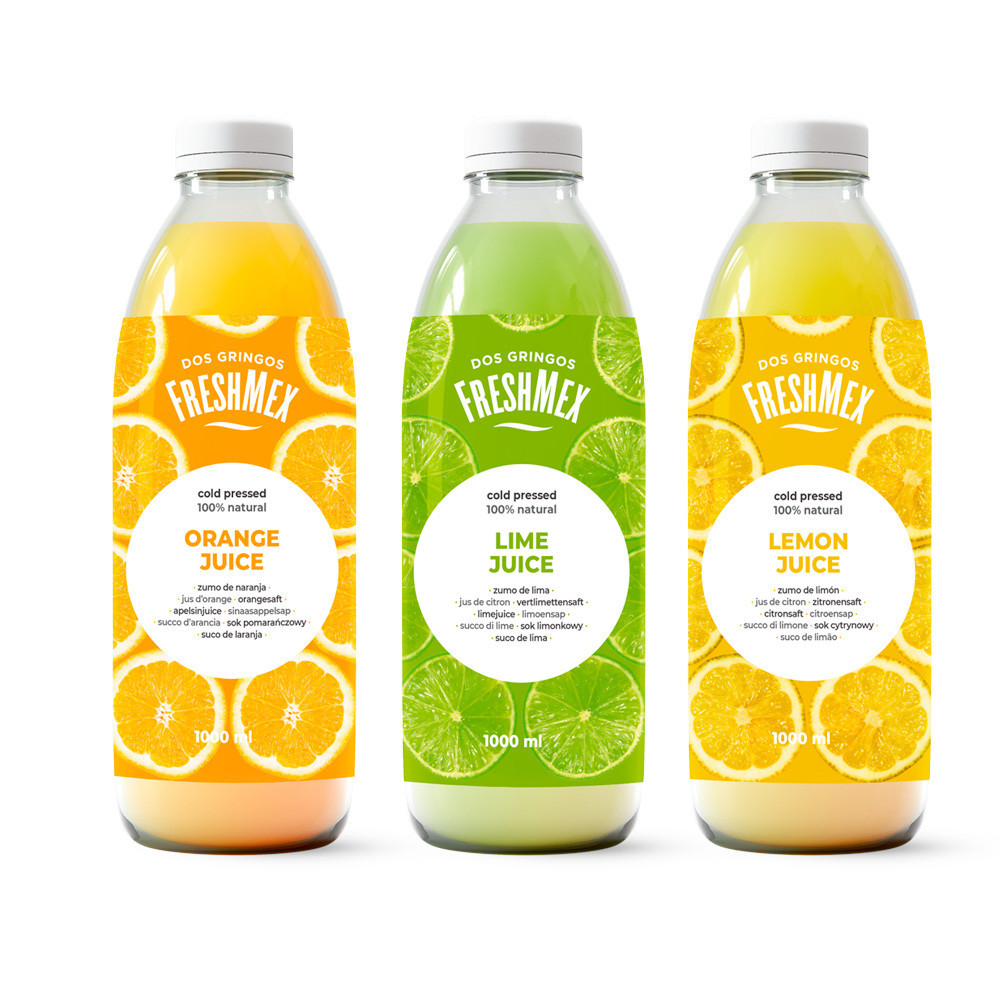 DOS GRINGOS
FRESHMEX
cold pressed
100% natural
ORANGE
JUICE
· zumo de naranja ·
· jus d'orange · orangesaft ·
· apelsinjuice · sinaasappelsap ·
· succo d'arancia · sok pomarańczowy ·
· suco de laranja ·
1000 ml
DOS GRINGOS
FRESHMEX
cold pressed
100% natural
LIME
JUICE
· zumo de lima ·
· jus de citron · vertlimettensaft ·
· limejuice · limoensap ·
· succo di lime · sok limonkowy ·
· suco de lima ·
1000 ml
DOS GRINGOS
FRESHMEX
cold pressed
100% natural
LEMON
JUICE
· zumo de limón ·
· jus de citron · zitronensaft ·
· citronsaft · citroensap ·
· succo di limone · sok cytrynowy ·
· suco de limão ·
1000 ml